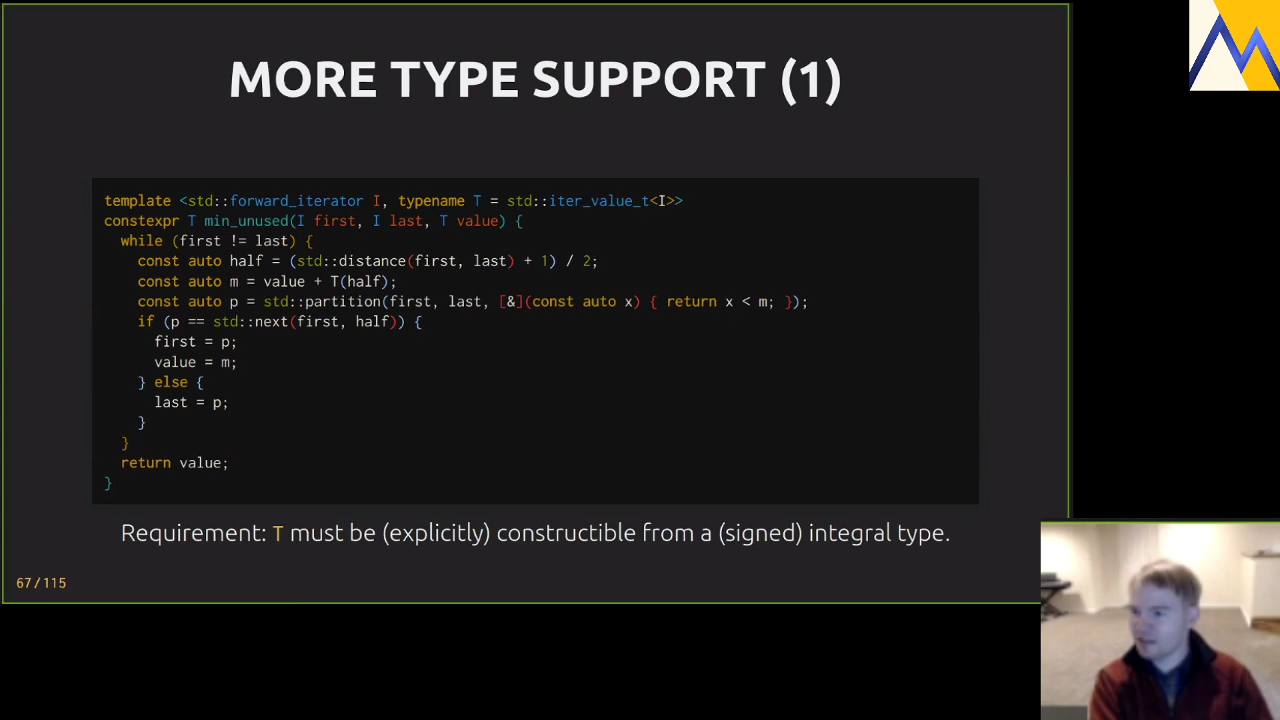 MORE TYPE SUPPORT (1)
template <std::forward_iterator I, typename T = std::iter_value_t<I>>
constexpr T min_unused(I first, I last, T value) {
  while (first != last) {
    const auto half = (std::distance(first, last) + 1) / 2;
    const auto m = value + T(half);
    const auto p = std::partition(first, last, [&](const auto x) { return x < m; });
    if (p == std::next(first, half)) {
      first = p;
      value = m;
    } else {
      last = p;
    }
  }
  return value;
}
Requirement: T must be (explicitly) constructible from a (signed) integral type.
67 / 115